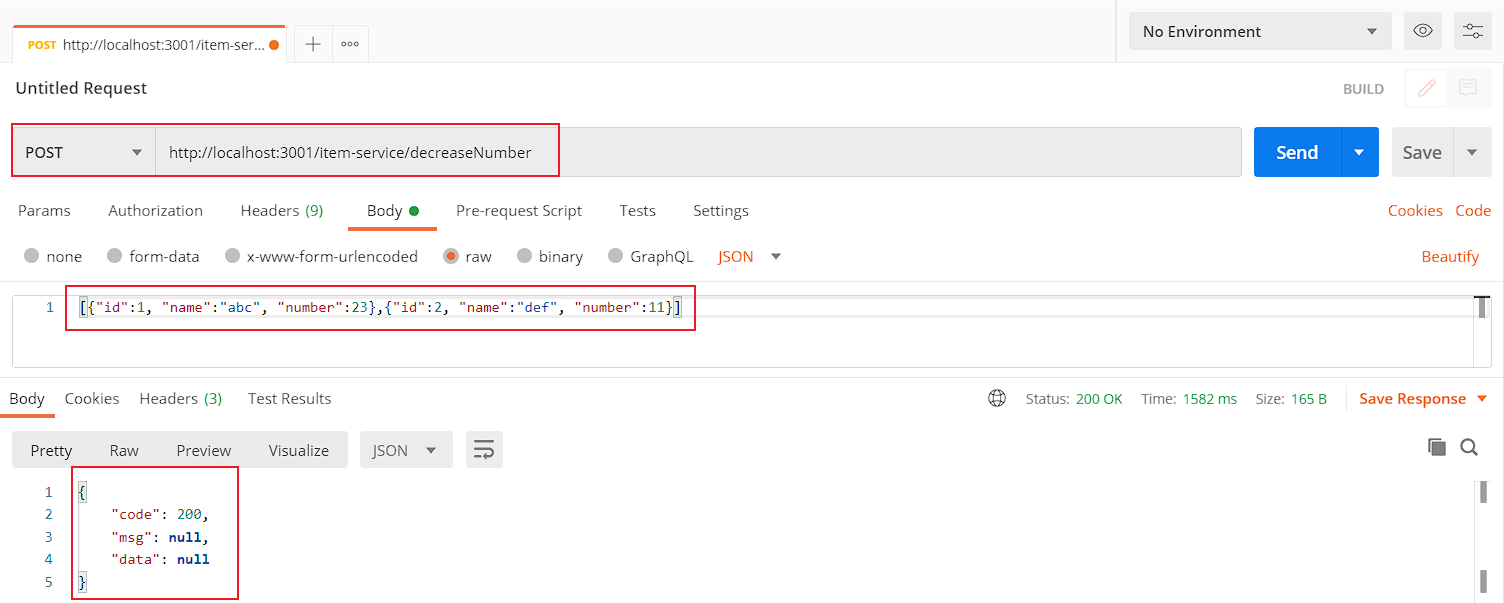 POST http://localhost:3001/item-ser... No Environment
Untitled Request BUILD
POST http://localhost:3001/item-service/decreaseNumber Send Save
Params Authorization Headers (9) Body Pre-request Script Tests Settings Cookies Code
none form-data x-www-form-urlencoded raw binary GraphQL JSON Beautify
1 [{"id":1, "name":"abc", "number":23},{"id":2, "name":"def", "number":11}]
Body Cookies Headers (3) Test Results Status: 200 OK Time: 1582 ms Size: 165 B Save Response
Pretty Raw Preview Visualize JSON
1 {
2 "code": 200,
3 "msg": null,
4 "data": null
5 }